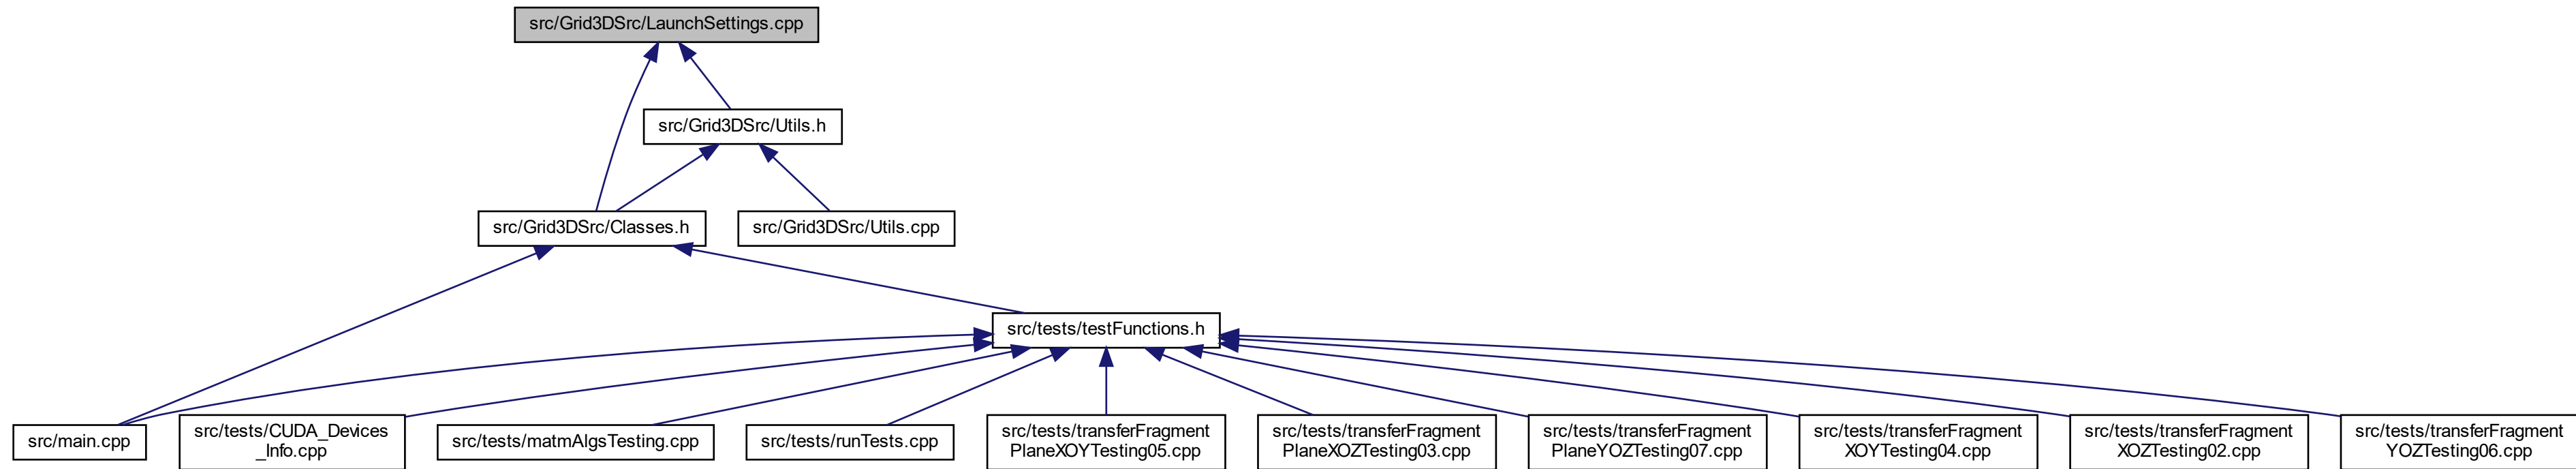 src/Grid3DSrc/LaunchSettings.cpp
src/Grid3DSrc/Utils.h
src/Grid3DSrc/Classes.h
src/Grid3DSrc/Utils.cpp
src/tests/testFunctions.h
src/main.cpp
src/tests/CUDA_Devices
_Info.cpp
src/tests/matmAlgsTesting.cpp
src/tests/runTests.cpp
src/tests/transferFragment
PlaneXOYTesting05.cpp
src/tests/transferFragment
PlaneXOZTesting03.cpp
src/tests/transferFragment
PlaneYOZTesting07.cpp
src/tests/transferFragment
XOYTesting04.cpp
src/tests/transferFragment
XOZTesting02.cpp
src/tests/transferFragment
YOZTesting06.cpp